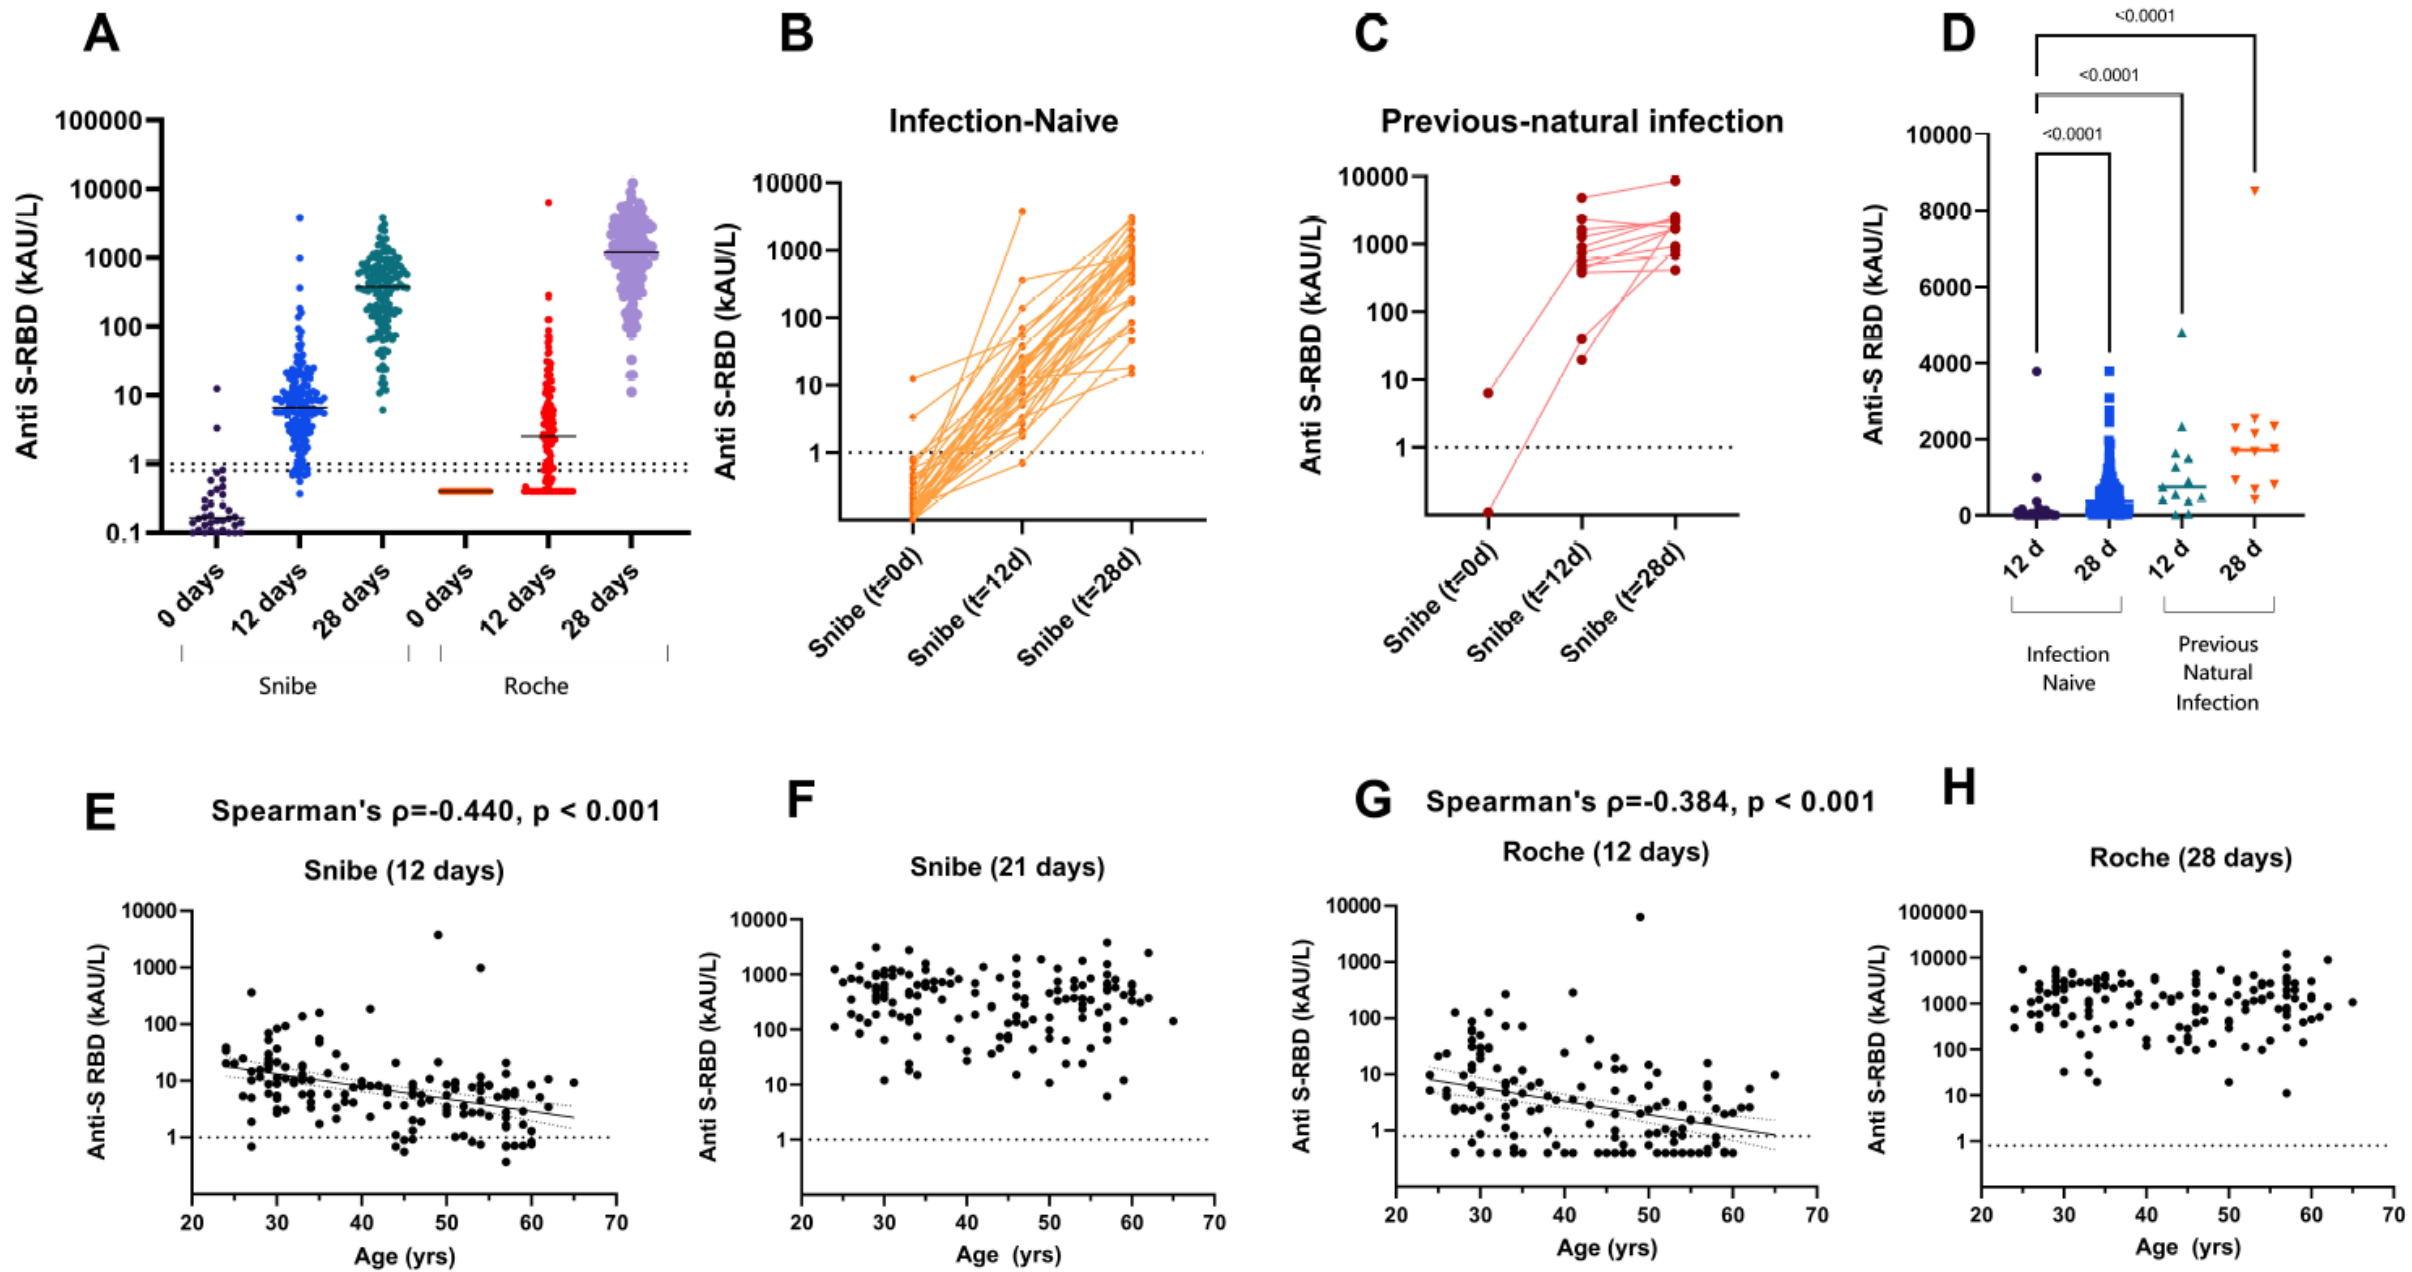 A
Anti S-RBD (kAU/L)
100000
10000
1000
100
10
1
0.1
0 days
12 days
28 days
0 days
12 days
28 days
Snibe
Roche
B
Infection-Naive
Anti S-RBD (kAU/L)
10000
1000
100
10
1
Snibe (t=0d)
Snibe (t=12d)
Snibe (t=28d)
C
Previous-natural infection
Anti S-RBD (kAU/L)
10000
1000
100
10
1
Snibe (t=0d)
Snibe (t=12d)
Snibe (t=28d)
D
<0.0001
<0.0001
<0.0001
Anti-S RBD (kAU/L)
10000
8000
6000
4000
2000
0
12 d
28 d
12 d
28 d
Infection
Naive
Previous
Natural
Infection
E
Spearman's ρ=-0.440, p < 0.001
Snibe (12 days)
Anti-S RBD (kAU/L)
10000
1000
100
10
1
20
30
40
50
60
70
Age (yrs)
F
Snibe (21 days)
Anti S-RBD (kAU/L)
10000
1000
100
10
1
20
30
40
50
60
70
Age (yrs)
G
Spearman's ρ=-0.384, p < 0.001
Roche (12 days)
Anti S-RBD (kAU/L)
10000
1000
100
10
1
20
30
40
50
60
70
Age (yrs)
H
Roche (28 days)
Anti S-RBD (kAU/L)
100000
10000
1000
100
10
1
20
30
40
50
60
70
Age (yrs)